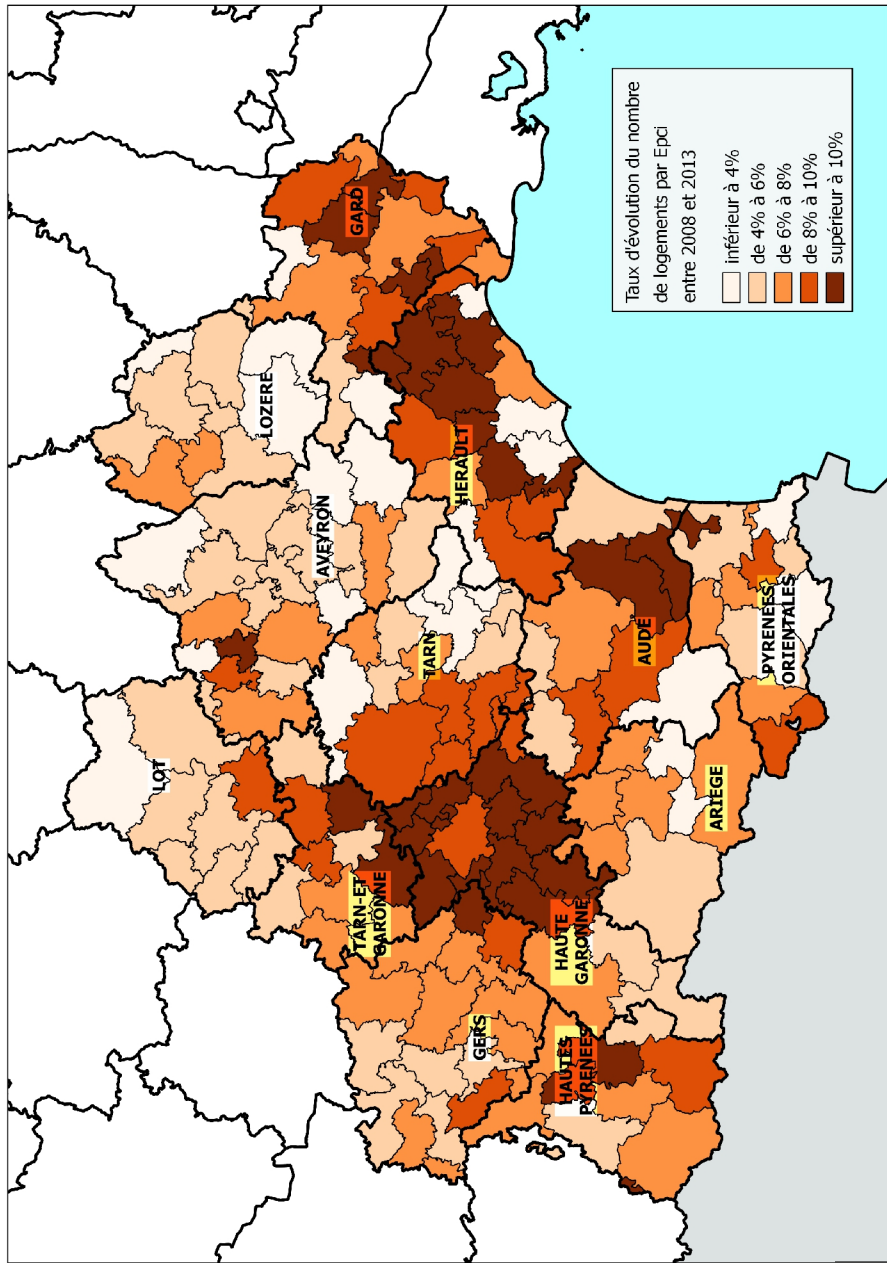 LOT
LOZERE
GARD
AVEYRON
TARN-ET
GARONNE
TARN
HERAULT
GERS
HAUTE
GARONNE
HAUTES
PYRENEES
AUDE
ARIEGE
PYRENEES
ORIENTALES
Taux d'évolution du nombre
de logements par Epci
entre 2008 et 2013
inférieur à 4%
de 4% à 6%
de 6% à 8%
de 8% à 10%
supérieur à 10%